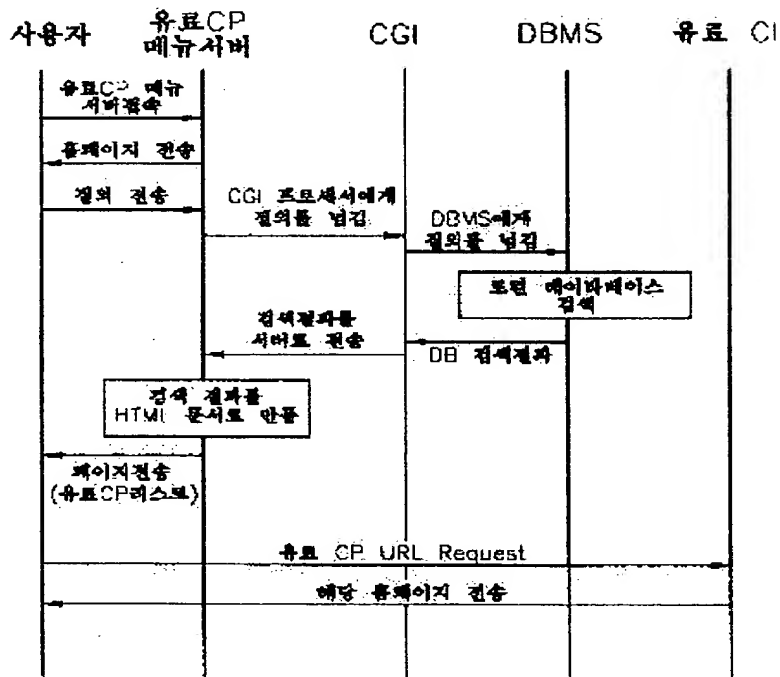 사용자
유료CP
메뉴서버
CGI
DBMS
유료 CI
유료CP 메뉴
서버접속
홈페이지 전송
질의 전송
CGI 프로세서에게
질의를 넘김
DBMS에게
질의를 넘김
로컬 데이타베이스
검색
검색결과를
서버로 전송
DB 검색결과
검색 결과를
HTML 문서로 만듦
페이지전송
(유료CP리스트)
유료 CP URL Request
해당 홈페이지 전송